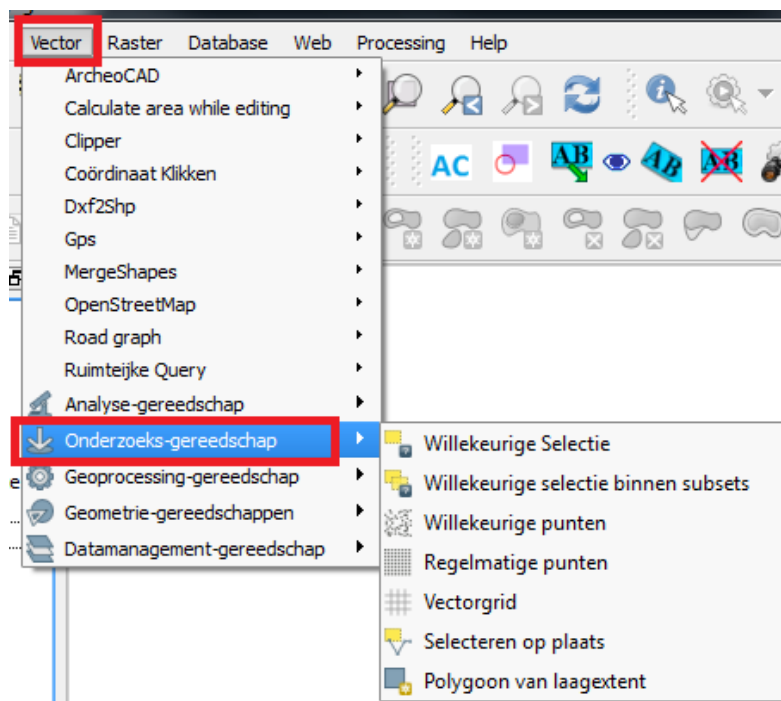 Vector Raster Database Web Processing Help
ArcheoCAD
Calculate area while editing
Clipper
Coördinaat Klikken
Dxf2Shp
Gps
MergeShapes
OpenStreetMap
Road graph
Ruimteijke Query
Analyse-gereedschap
Onderzoeks-gereedschap
Geoprocessing-gereedschap
Geometrie-gereedschappen
Datamanagement-gereedschap
Willekeurige Selectie
Willekeurige selectie binnen subsets
Willekeurige punten
Regelmatige punten
Vectorgrid
Selecteren op plaats
Polygoon van laagextent
AC
AB
AB
AB